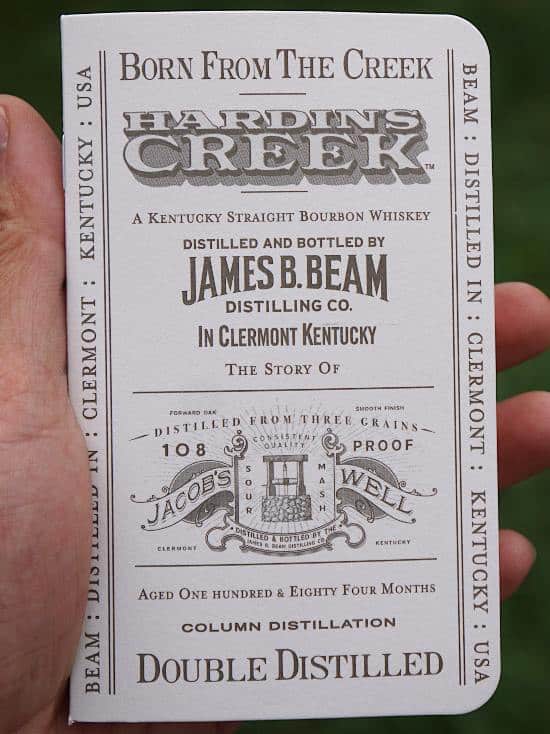 BORN FROM THE CREEK
HARDIN'S
CREEK™
A KENTUCKY STRAIGHT BOURBON WHISKEY
DISTILLED AND BOTTLED BY
JAMES B. BEAM
DISTILLING CO.
IN CLERMONT KENTUCKY
THE STORY OF
FORWARD OAK
SMOOTH FINISH
DISTILLED FROM THREE GRAINS
108
CONSISTENT
QUALITY
PROOF
JACOB'S
SOUR
MASH
WELL
DISTILLED & BOTTLED BY THE
JAMES B. BEAM DISTILLING CO.
CLERMONT
KENTUCKY
AGED ONE HUNDRED & EIGHTY FOUR MONTHS
COLUMN DISTILLATION
DOUBLE DISTILLED
BEAM : DISTILLED IN : CLERMONT : KENTUCKY : USA
BEAM : DISTILLED IN : CLERMONT : KENTUCKY : USA